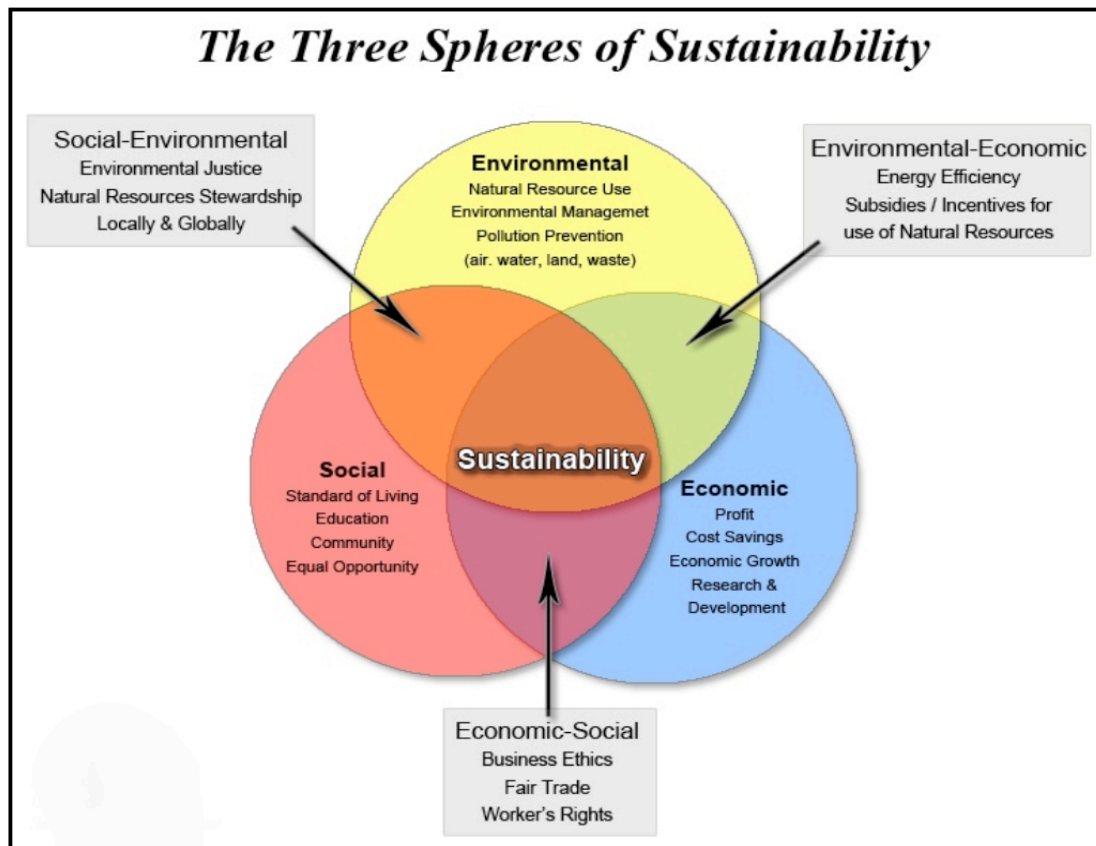 The Three Spheres of Sustainability
Social-Environmental
Environmental Justice
Natural Resources Stewardship
Locally & Globally
Environmental
Natural Resource Use
Environmental Managemet
Pollution Prevention
(air. water, land, waste)
Environmental-Economic
Energy Efficiency
Subsidies / Incentives for
use of Natural Resources
Sustainability
Social
Standard of Living
Education
Community
Equal Opportunity
Economic
Profit
Cost Savings
Economic Growth
Research &
Development
Economic-Social
Business Ethics
Fair Trade
Worker's Rights